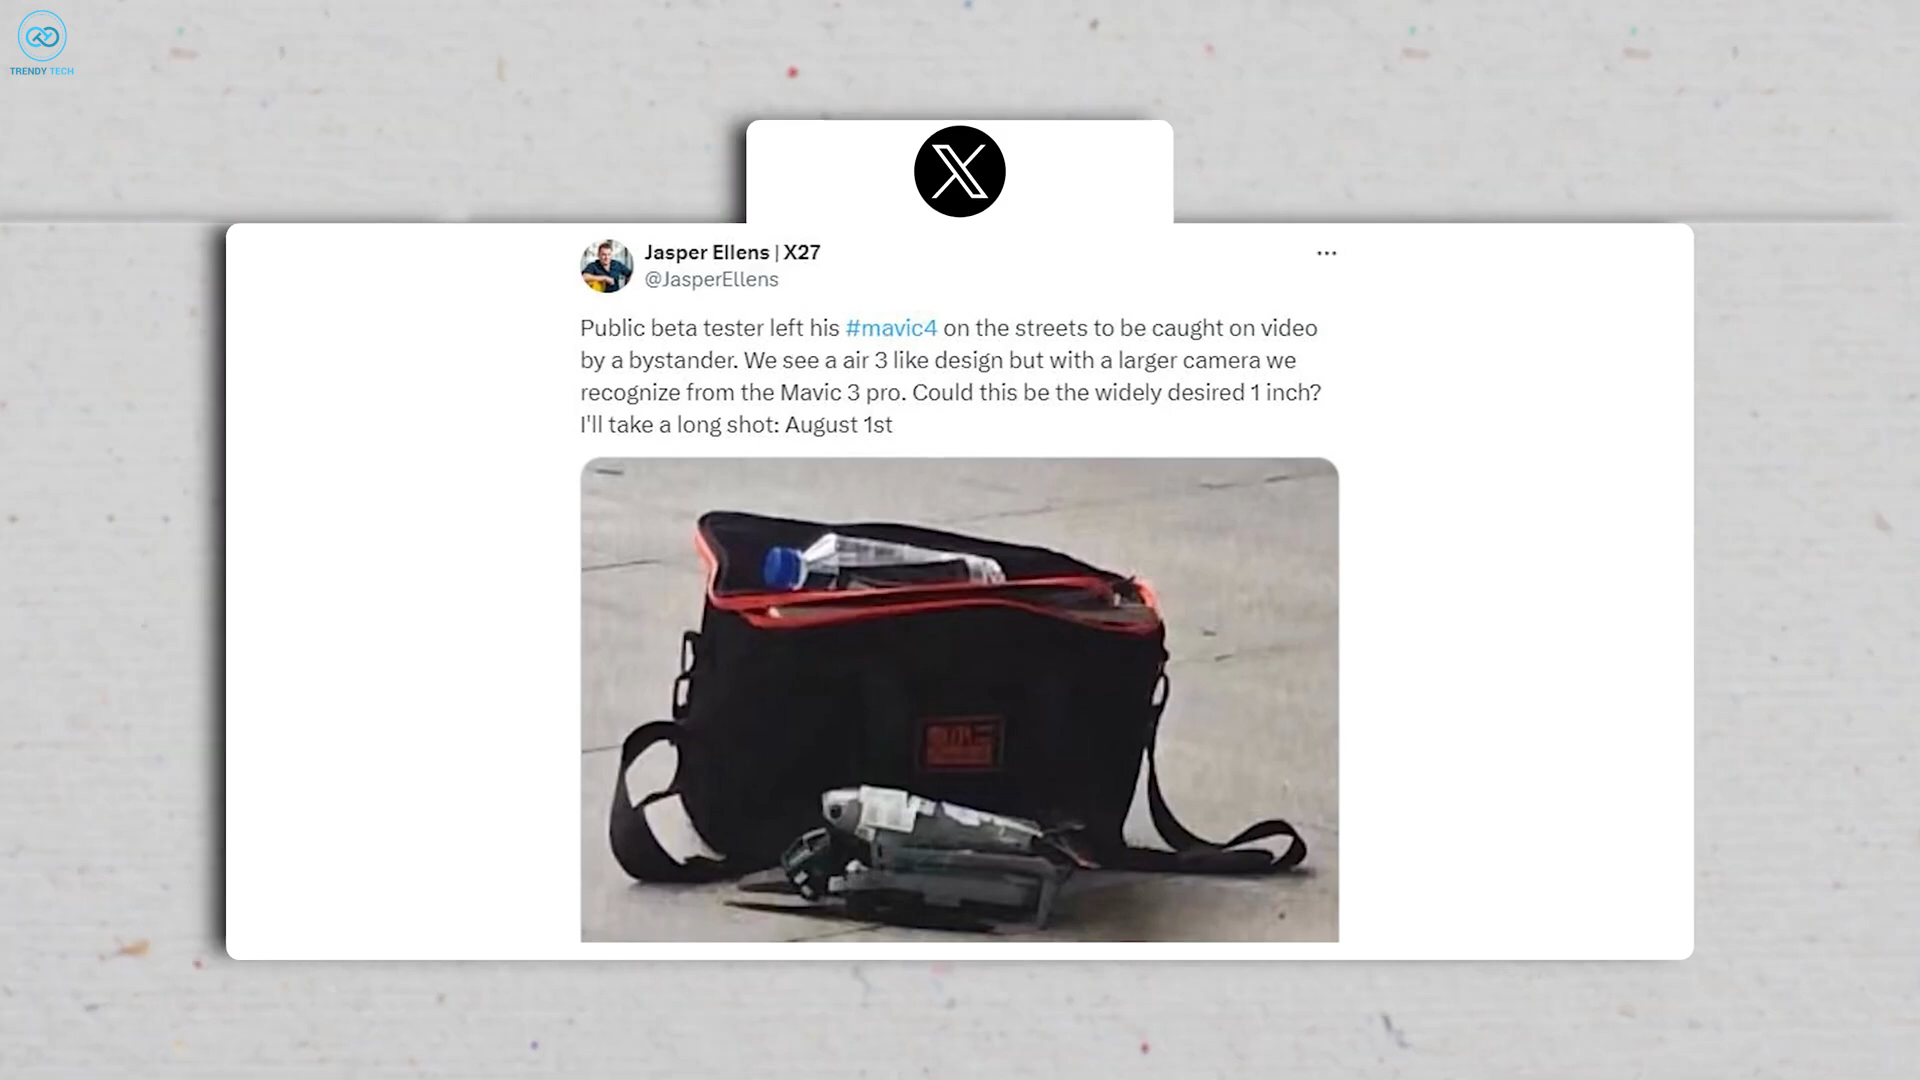 TRENDY TECH
X
Jasper Ellens | X27
@JasperEllens
Public beta tester left his #mavic4 on the streets to be caught on video
by a bystander. We see a air 3 like design but with a larger camera we
recognize from the Mavic 3 pro. Could this be the widely desired 1 inch?
I'll take a long shot: August 1st